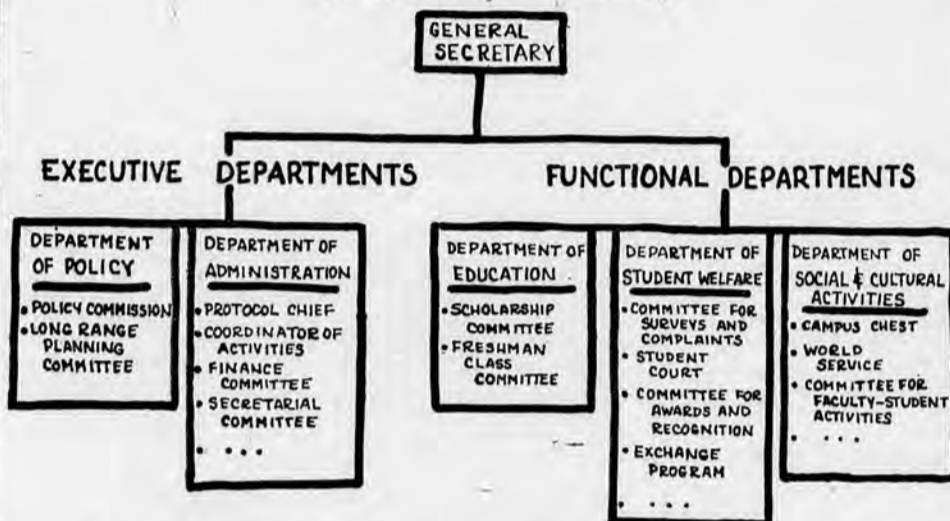 GENERAL
SECRETARY
EXECUTIVE DEPARTMENTS
FUNCTIONAL DEPARTMENTS
DEPARTMENT
OF POLICY
• POLICY COMMISSION
• LONG RANGE
PLANNING
COMMITTEE
DEPARTMENT OF
ADMINISTRATION
• PROTOCOL CHIEF
• COORDINATOR OF
ACTIVITIES
• FINANCE
COMMITTEE
• SECRETARIAL
COMMITTEE
• ...
DEPARTMENT OF
EDUCATION
• SCHOLARSHIP
COMMITTEE
• FRESHMAN
CLASS
COMMITTEE
DEPARTMENT OF
STUDENT WELFARE
• COMMITTEE FOR
SURVEYS AND
COMPLAINTS
• STUDENT
COURT
• COMMITTEE FOR
AWARDS AND
RECOGNITION
• EXCHANGE
PROGRAM
• ...
DEPARTMENT OF
SOCIAL & CULTURAL
ACTIVITIES
• CAMPUS CHEST
• WORLD
SERVICE
• COMMITTEE FOR
FACULTY-STUDENT
ACTIVITIES
• ...